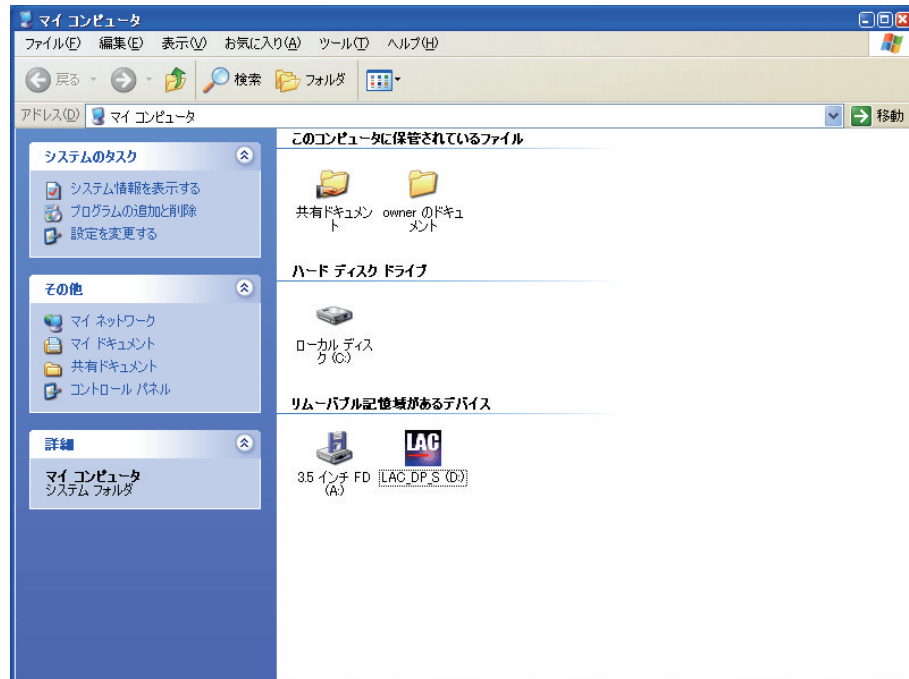 マイ コンピュータ
ファイル(F) 編集(E) 表示(V) お気に入り(A) ツール(T) ヘルプ(H)
戻る 検索 フォルダ
アドレス(D) マイ コンピュータ 移動
システムのタスク
システム情報を表示する
プログラムの追加と削除
設定を変更する
その他
マイ ネットワーク
マイ ドキュメント
共有ドキュメント
コントロール パネル
詳細
マイ コンピュータ
システム フォルダ
このコンピュータに保管されているファイル
共有ドキュメン
ト
owner のドキュ
メント
ハード ディスク ドライブ
ローカル ディス
ク (C:)
リムーバブル記憶域があるデバイス
LAC
3.5 インチ FD
(A:)
LAC_DP_S (D:)